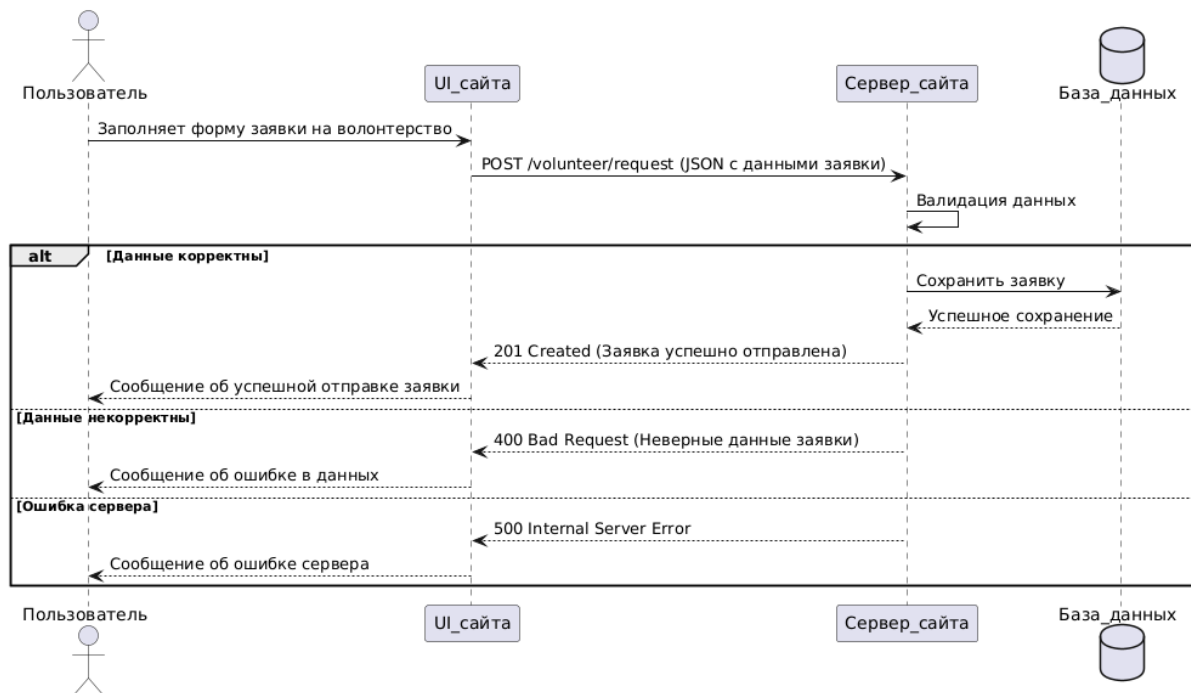 Пользователь
UI_сайта
Сервер_сайта
База_данных
Заполняет форму заявки на волонтерство
POST /volunteer/request (JSON с данными заявки)
Валидация данных
alt
[Данные корректны]
Сохранить заявку
Успешное сохранение
201 Created (Заявка успешно отправлена)
Сообщение об успешной отправке заявки
[Данные некорректны]
400 Bad Request (Неверные данные заявки)
Сообщение об ошибке в данных
[Ошибка сервера]
500 Internal Server Error
Сообщение об ошибке сервера
Пользователь
UI_сайта
Сервер_сайта
База_данных